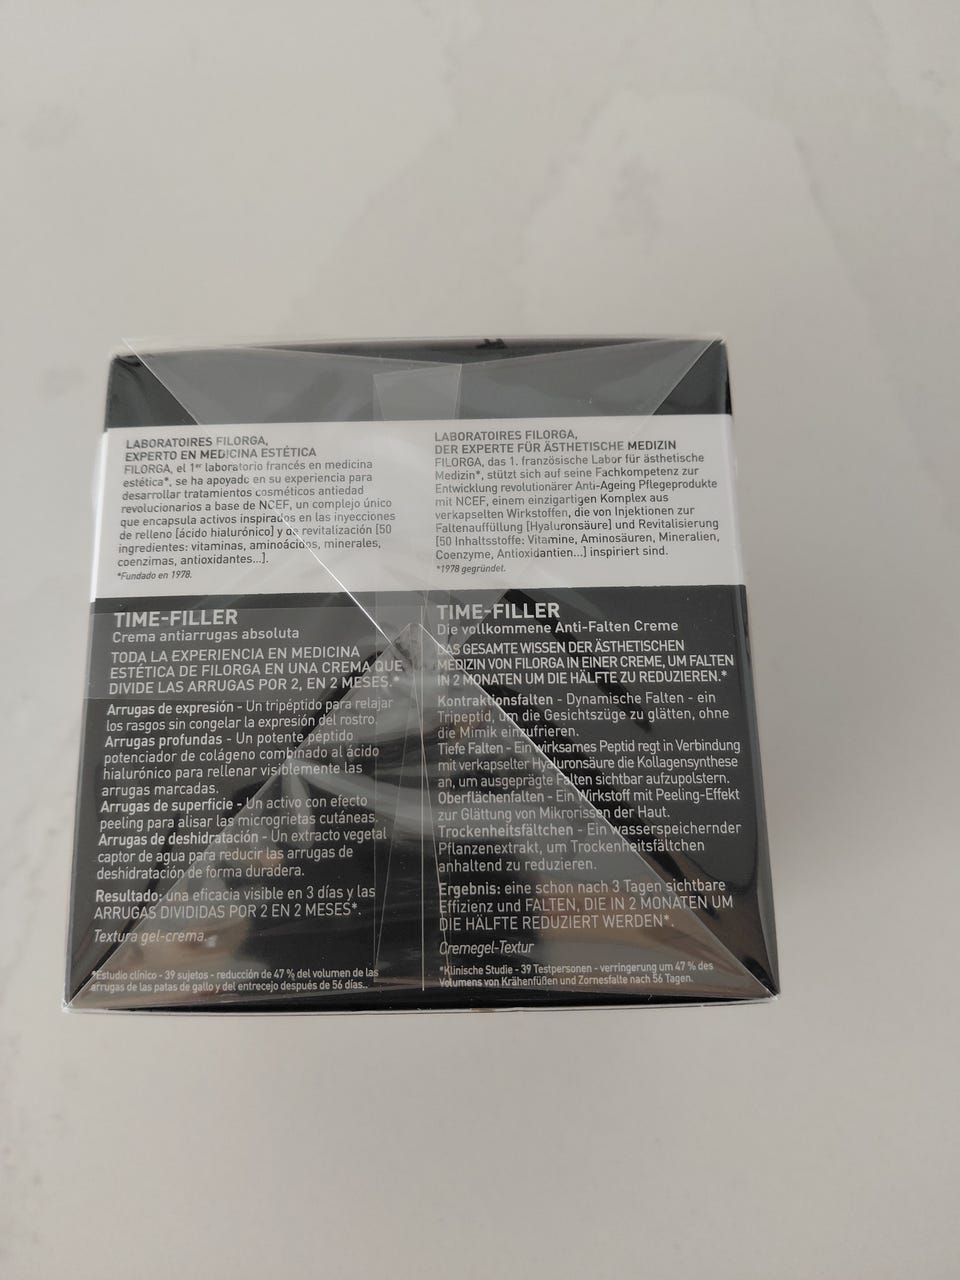 LABORATOIRES FILORGA,
EXPERTO EN MEDICINA ESTÉTICA
FILORGA, el 1er laboratorio francés en medicina
estética*, se ha apoyado en su experiencia para
desarrollar tratamientos cosméticos antiedad
revolucionarios a base de NCEF, un complejo único
que encapsula activos inspirados en las inyecciones
de relleno [ácido hialurónico] y de revitalización [50
ingredientes: vitaminas, aminoácidos, minerales,
coenzimas, antioxidantes...].
*Fundado en 1978.
TIME-FILLER
Crema antiarrugas absoluta
TODA LA EXPERIENCIA EN MEDICINA
ESTÉTICA DE FILORGA EN UNA CREMA QUE
DIVIDE LAS ARRUGAS POR 2, EN 2 MESES.*
Arrugas de expresión - Un tripéptido para relajar
los rasgos sin congelar la expresión del rostro.
Arrugas profundas - Un potente péptido
potenciador de colágeno combinado al ácido
hialurónico para rellenar visiblemente las
arrugas marcadas.
Arrugas de superficie - Un activo con efecto
peeling para alisar las microgrietas cutáneas.
Arrugas de deshidratación - Un extracto vegetal
captor de agua para reducir las arrugas de
deshidratación de forma duradera.
Resultado: una eficacia visible en 3 días y las
ARRUGAS DIVIDIDAS POR 2 EN 2 MESES*.
Textura gel-crema.
*Estudio clínico - 39 sujetos - reducción de 47 % del volumen de las
arrugas de las patas de gallo y del entrecejo después de 56 días..
LABORATOIRES FILORGA,
DER EXPERTE FÜR ÄSTHETISCHE MEDIZIN
FILORGA, das 1. französische Labor für ästhetische
Medizin*, stützt sich auf seine Fachkompetenz zur
Entwicklung revolutionärer Anti-Ageing Pflegeprodukte
mit NCEF, einem einzigartigen Komplex aus
verkapselten Wirkstoffen, die von Injektionen zur
Faltenauffüllung [Hyaluronsäure] und Revitalisierung
[50 Inhaltsstoffe: Vitamine, Aminosäuren, Mineralien,
Coenzyme, Antioxidantien...] inspiriert sind.
*1978 gegründet.
TIME-FILLER
Die vollkommene Anti-Falten Creme
DAS GESAMTE WISSEN DER ÄSTHETISCHEN
MEDIZIN VON FILORGA IN EINER CREME, UM FALTEN
IN 2 MONATEN UM DIE HÄLFTE ZU REDUZIEREN.*
Kontraktionsfalten - Dynamische Falten - ein
Tripeptid, um die Gesichtszüge zu glätten, ohne
die Mimik einzufrieren.
Tiefe Falten - Ein wirksames Peptid regt in Verbindung
mit verkapselter Hyaluronsäure die Kollagensynthese
an, um ausgeprägte Falten sichtbar aufzupolstern.
Oberflächenfalten - Ein Wirkstoff mit Peeling-Effekt
zur Glättung von Mikrorissen der Haut.
Trockenheitsfältchen - Ein wasserspeichernder
Pflanzenextrakt, um Trockenheitsfältchen
anhaltend zu reduzieren.
Ergebnis: eine schon nach 3 Tagen sichtbare
Effizienz und FALTEN, DIE IN 2 MONATEN UM
DIE HÄLFTE REDUZIERT WERDEN*.
Cremegel-Textur
*Klinische Studie - 39 Testpersonen - verringerung um 47 % des
Volumens von Krähenfüßen und Zornesfalte nach 56 Tagen.